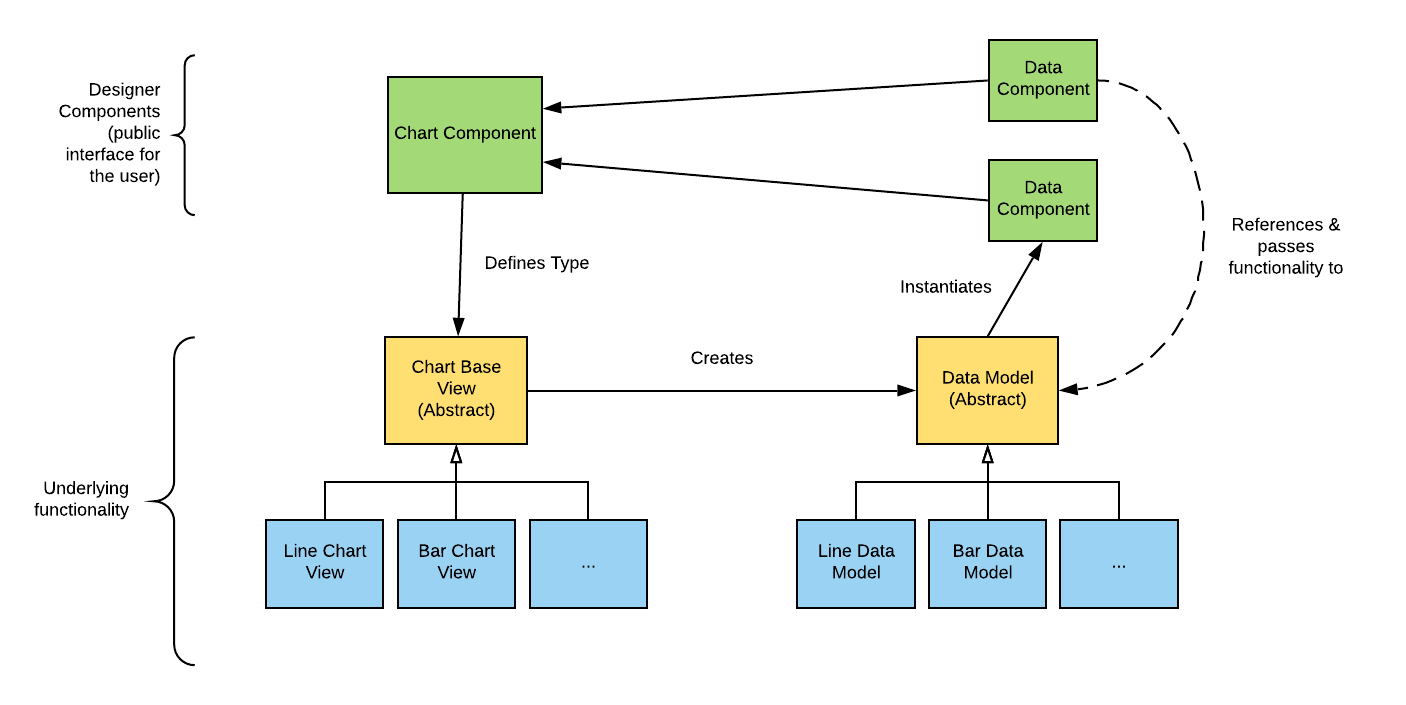 Designer
Components
(public
interface for
the user)
Chart Component
Data
Component
Data
Component
References &
passes
functionality to
Defines Type
Instantiates
Chart Base
View
(Abstract)
Creates
Data Model
(Abstract)
Underlying
functionality
Line Chart
View
Bar Chart
View
...
Line Data
Model
Bar Data
Model
...